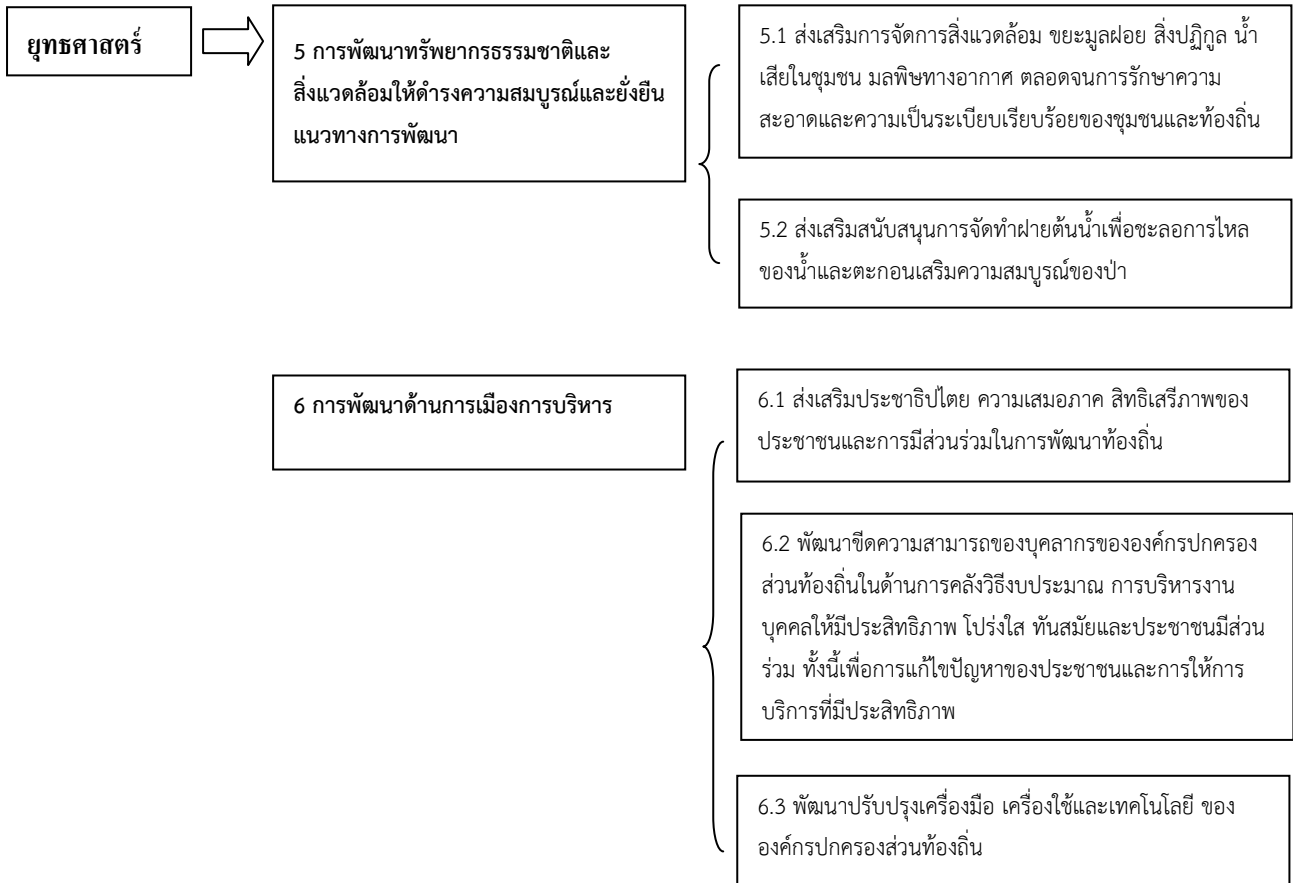 ยุทธศาสตร์
5 การพัฒนาทรัพยากรธรรมชาติและ
สิ่งแวดล้อมให้ดำรงความสมบูรณ์และยั่งยืน
แนวทางการพัฒนา
5.1 ส่งเสริมการจัดการสิ่งแวดล้อม ขยะมูลฝอย สิ่งปฏิกูล น้ำ
เสียในชุมชน มลพิษทางอากาศ ตลอดจนการรักษาความ
สะอาดและความเป็นระเบียบเรียบร้อยของชุมชนและท้องถิ่น
5.2 ส่งเสริมสนับสนุนการจัดทำฝายต้นน้ำเพื่อชะลอการไหล
ของน้ำและตะกอนเสริมความสมบูรณ์ของป่า
6 การพัฒนาด้านการเมืองการบริหาร
6.1 ส่งเสริมประชาธิปไตย ความเสมอภาค สิทธิเสรีภาพของ
ประชาชนและการมีส่วนร่วมในการพัฒนาท้องถิ่น
6.2 พัฒนาขีดความสามารถของบุคลากรขององค์กรปกครอง
ส่วนท้องถิ่นในด้านการคลังวิธีงบประมาณ การบริหารงาน
บุคคลให้มีประสิทธิภาพ โปร่งใส ทันสมัยและประชาชนมีส่วน
ร่วม ทั้งนี้เพื่อการแก้ไขปัญหาของประชาชนและการให้การ
บริการที่มีประสิทธิภาพ
6.3 พัฒนาปรับปรุงเครื่องมือ เครื่องใช้และเทคโนโลยี ของ
องค์กรปกครองส่วนท้องถิ่น